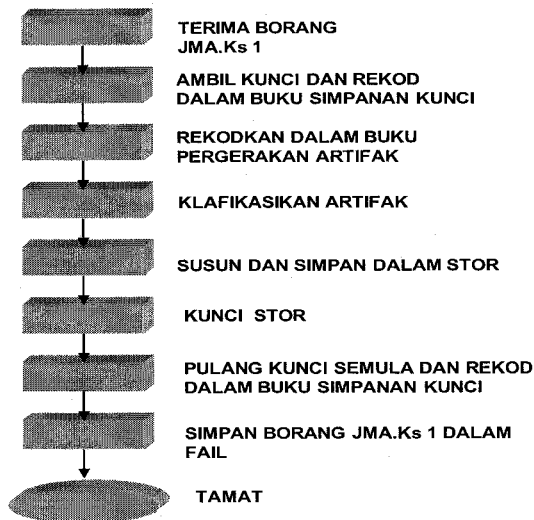 TERIMA BORANG
JMA.Ks 1
AMBIL KUNCI DAN REKOD
DALAM BUKU SIMPANAN KUNCI
REKODKAN DALAM BUKU
PERGERAKAN ARTIFAK
KLAFIKASIKAN ARTIFAK
SUSUN DAN SIMPAN DALAM STOR
KUNCI STOR
PULANG KUNCI SEMULA DAN REKOD
DALAM BUKU SIMPANAN KUNCI
SIMPAN BORANG JMA.Ks 1 DALAM
FAIL
TAMAT